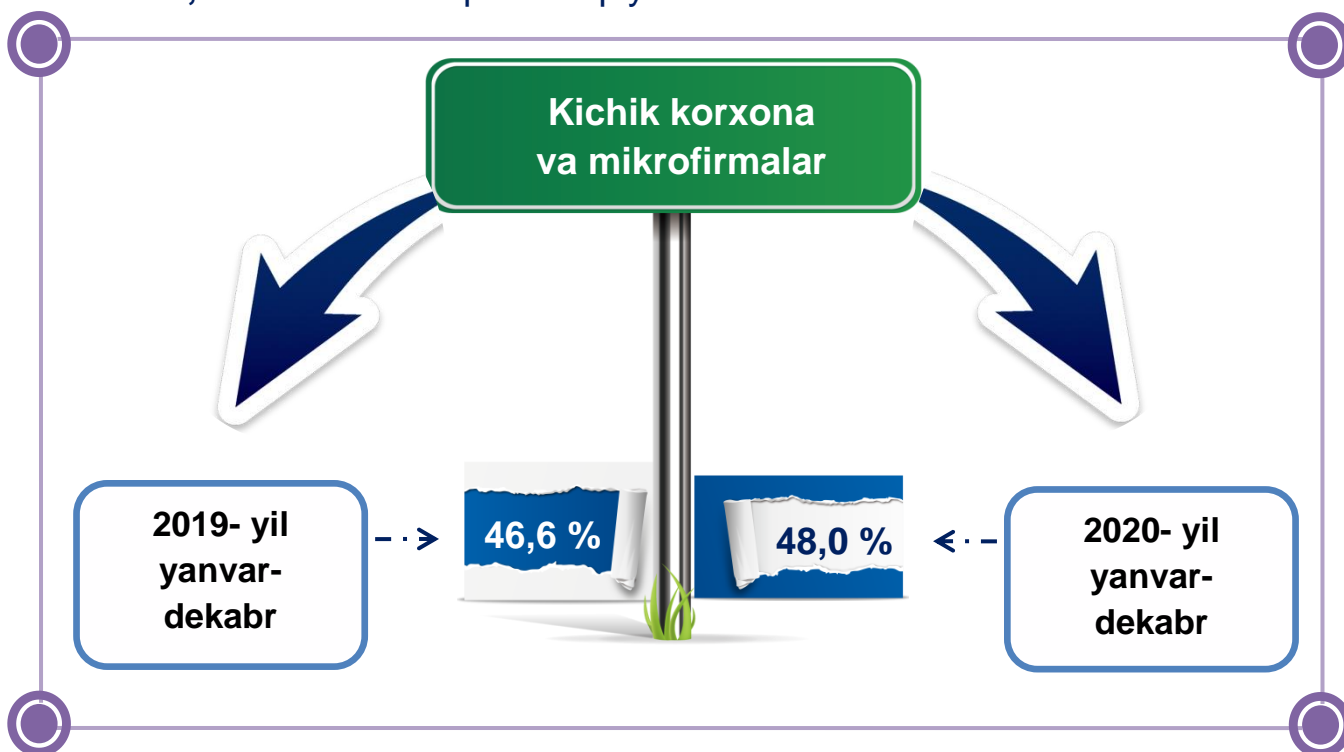 Kichik korxona
va mikrofirmalar
46,6 %
48,0 %
2019- yil
yanvar-
dekabr
2020- yil
yanvar-
dekabr